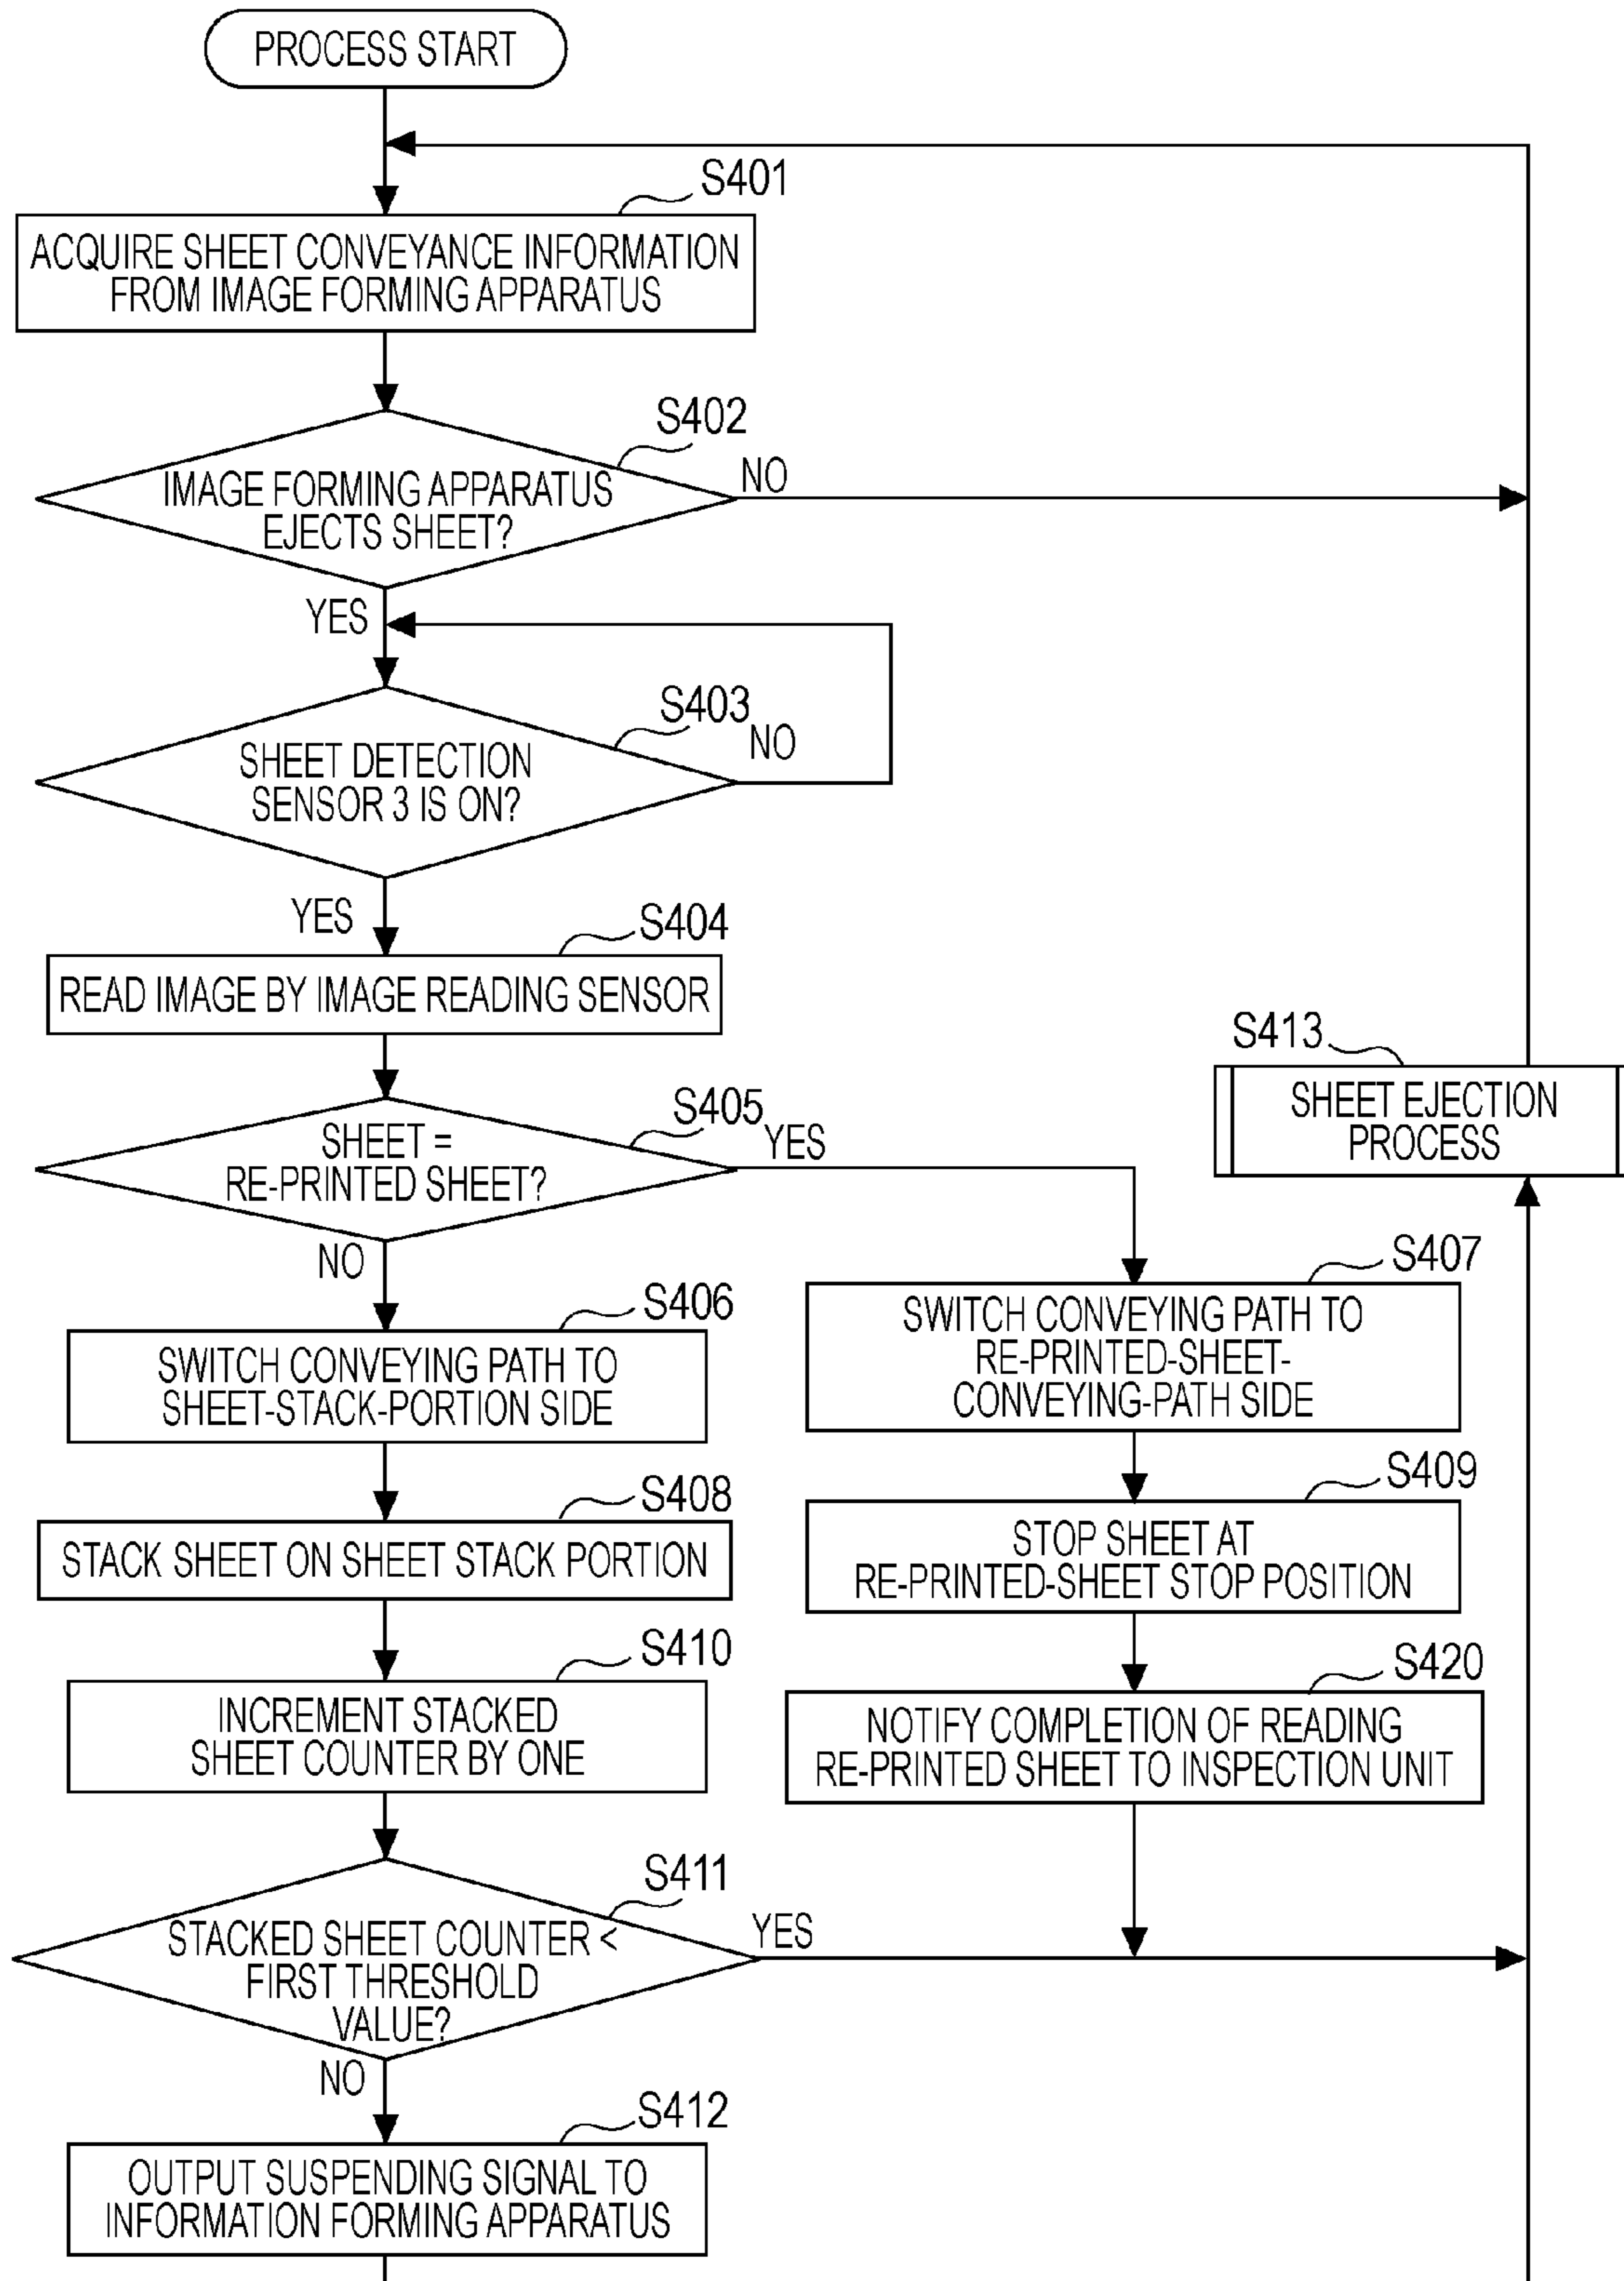 PROCESS START
S401
ACQUIRE SHEET CONVEYANCE INFORMATION
FROM IMAGE FORMING APPARATUS
S402
IMAGE FORMING APPARATUS
EJECTS SHEET?
NO
YES
S403
SHEET DETECTION
SENSOR 3 IS ON?
NO
YES
S404
READ IMAGE BY IMAGE READING SENSOR
S413
SHEET EJECTION
PROCESS
S405
SHEET =
RE-PRINTED SHEET?
YES
NO
S406
SWITCH CONVEYING PATH TO
SHEET-STACK-PORTION SIDE
S407
SWITCH CONVEYING PATH TO
RE-PRINTED-SHEET-
CONVEYING-PATH SIDE
S408
STACK SHEET ON SHEET STACK PORTION
S409
STOP SHEET AT
RE-PRINTED-SHEET STOP POSITION
S410
INCREMENT STACKED
SHEET COUNTER BY ONE
S420
NOTIFY COMPLETION OF READING
RE-PRINTED SHEET TO INSPECTION UNIT
S411
STACKED SHEET COUNTER <
FIRST THRESHOLD
VALUE?
YES
NO
S412
OUTPUT SUSPENDING SIGNAL TO
INFORMATION FORMING APPARATUS